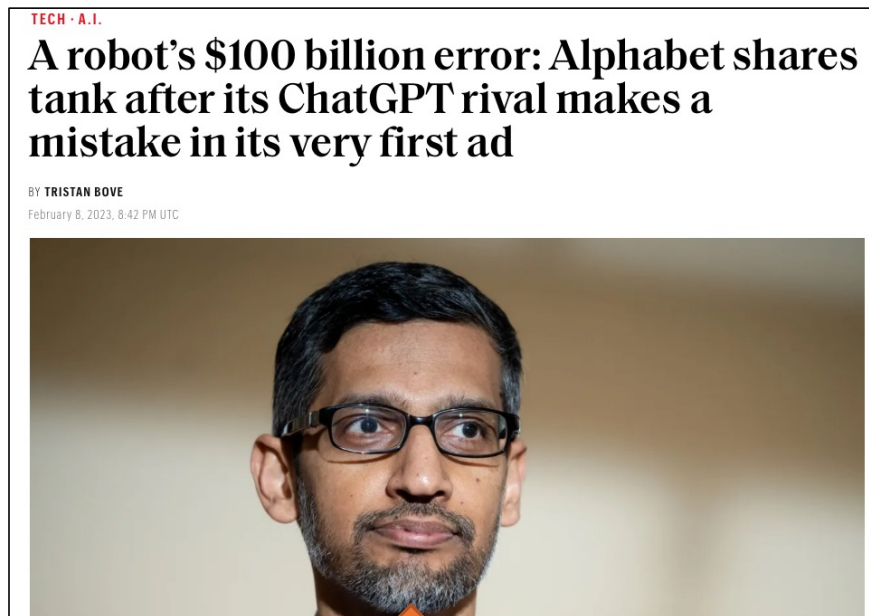 TECH · A.I.
A robot’s $100 billion error: Alphabet shares
tank after its ChatGPT rival makes a
mistake in its very first ad
BY TRISTAN BOVE
February 8, 2023, 8:42 PM UTC